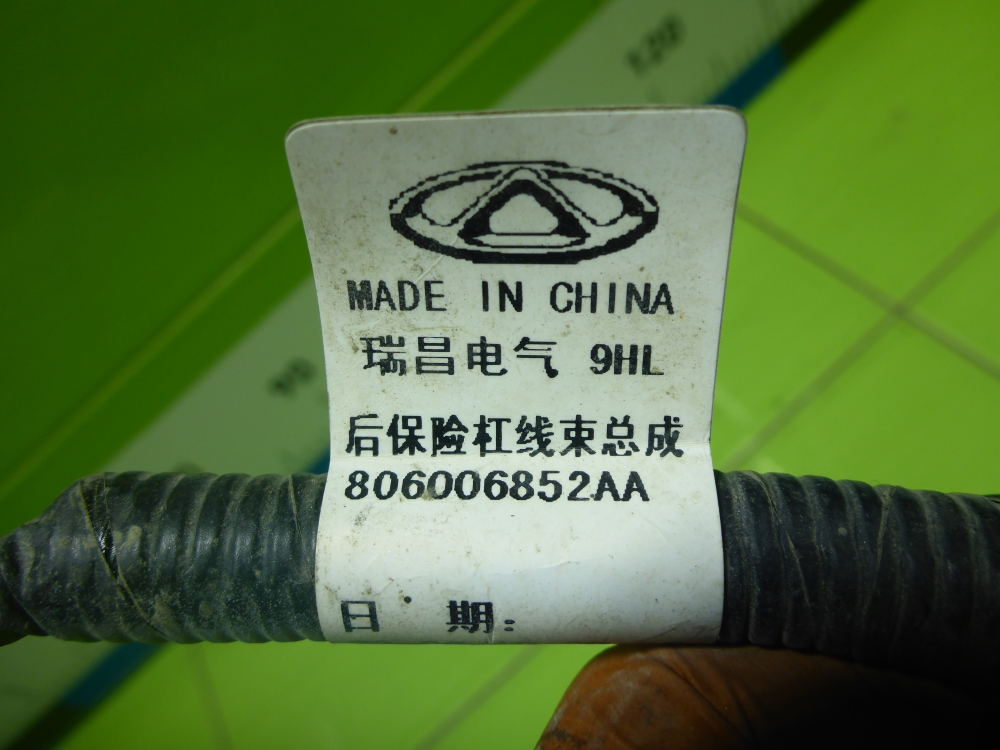 120
MADE IN CHINA
瑞昌电气 9HL
后保险杠线束总成
806006852AA
日 期: